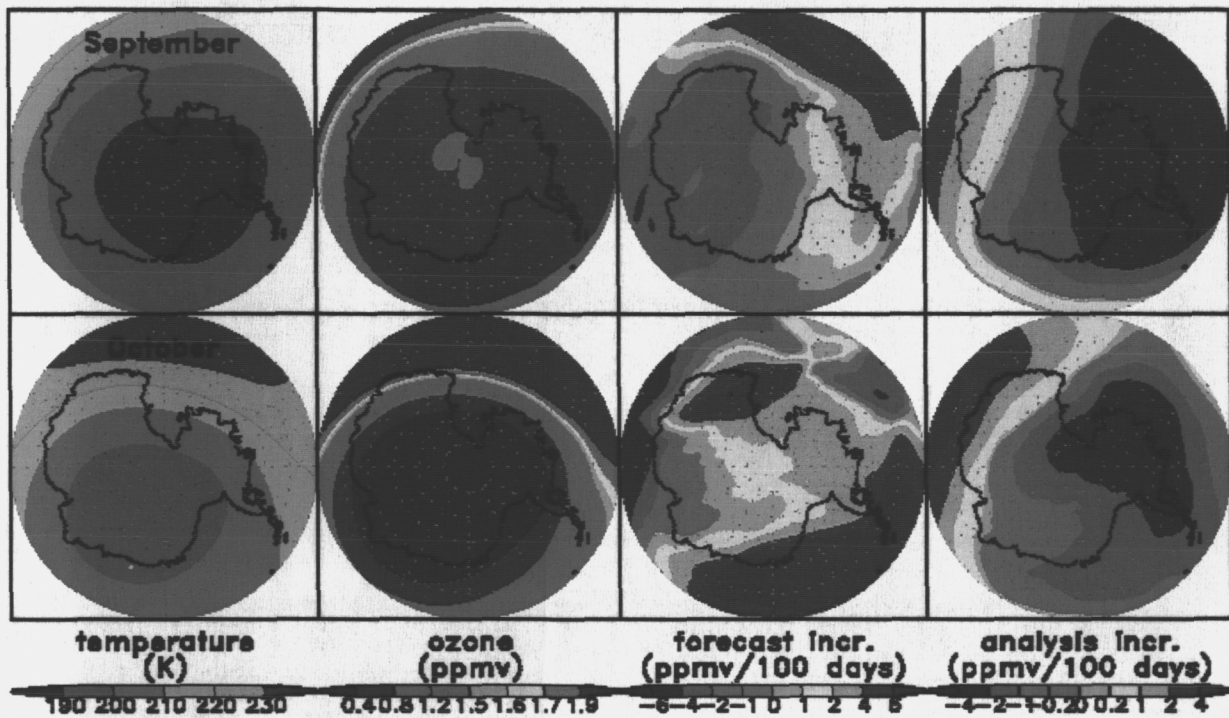 September
October
temperature
(K)
ozone
(ppmv)
forecast incr.
(ppmv/100 days)
analysis incr.
(ppmv/100 days)
190 200 210 220 230
0.4 0.8 1.2 1.5 1.6 1.7 1.9
-6 -4 -2 -1 0 1 2 4 6
-4 -2 -1 -0.2 0 0.2 1 2 4